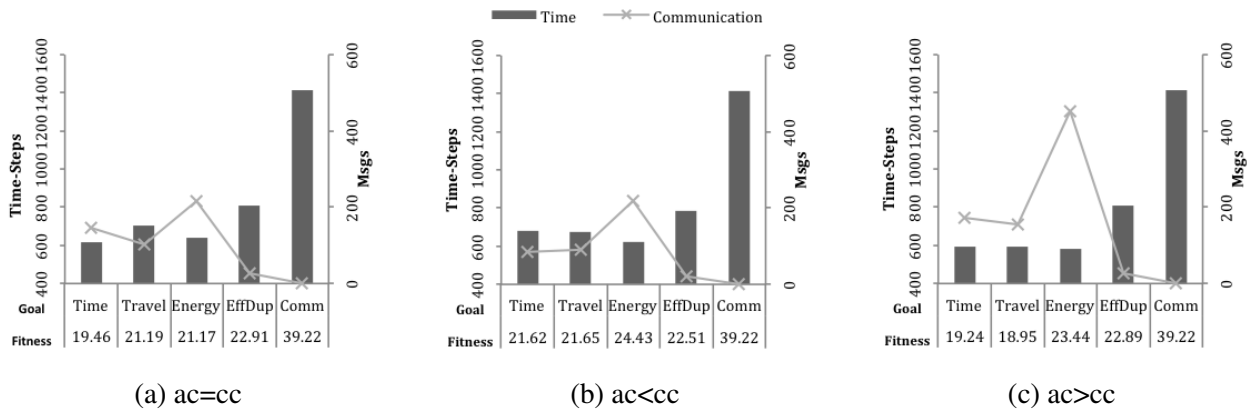 Time Communication
Time-Steps
1600
1400
1200
1000
800
600
400
600
400
200
0
Msgs
Goal Time Travel Energy EffDup Comm
Fitness 19.46 21.19 21.17 22.91 39.22
(a) ac=cc
Time-Steps
1600
1400
1200
1000
800
600
400
600
400
200
0
Msgs
Goal Time Travel Energy EffDup Comm
Fitness 21.62 21.65 24.43 22.51 39.22
(b) ac<cc
Time-Steps
1600
1400
1200
1000
800
600
400
600
400
200
0
Msgs
Goal Time Travel Energy EffDup Comm
Fitness 19.24 18.95 23.44 22.89 39.22
(c) ac>cc